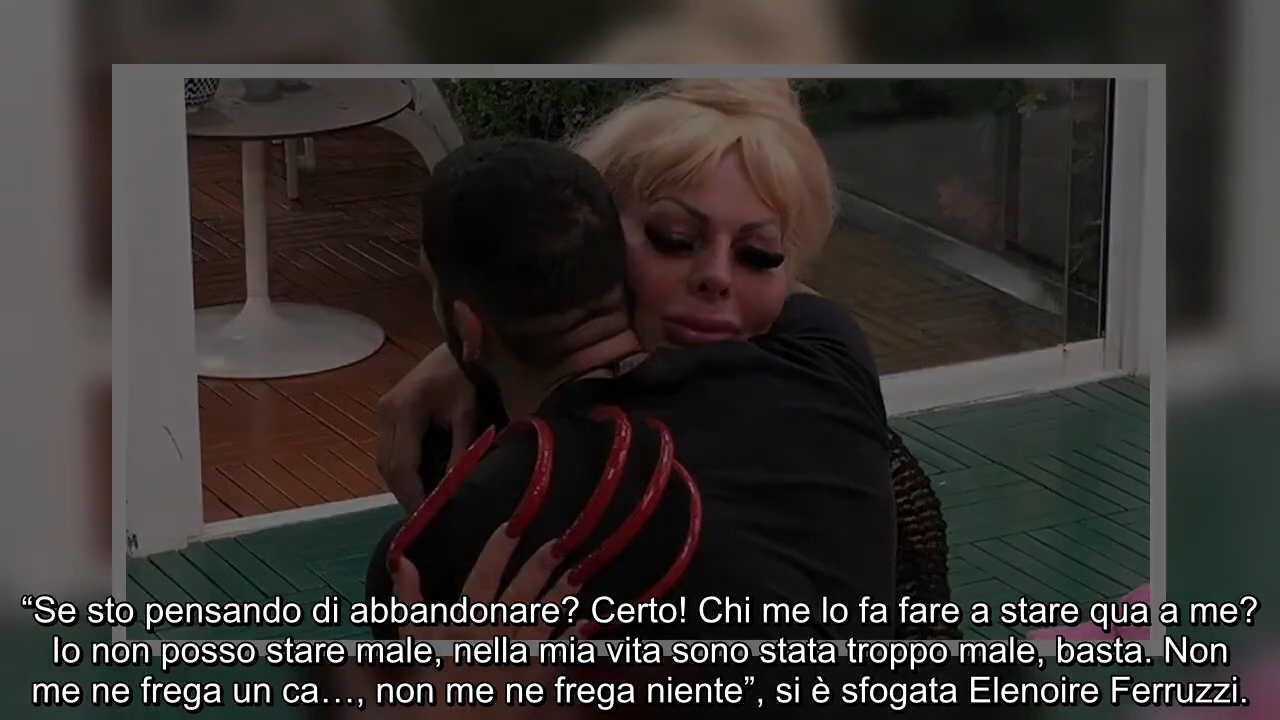 “Se sto pensando di abbandonare? Certo! Chi me lo fa fare a stare qua a me?
Io non posso stare male, nella mia vita sono stata troppo male, basta. Non
me ne frega un ca…, non me ne frega niente”, si è sfogata Elenoire Ferruzzi.